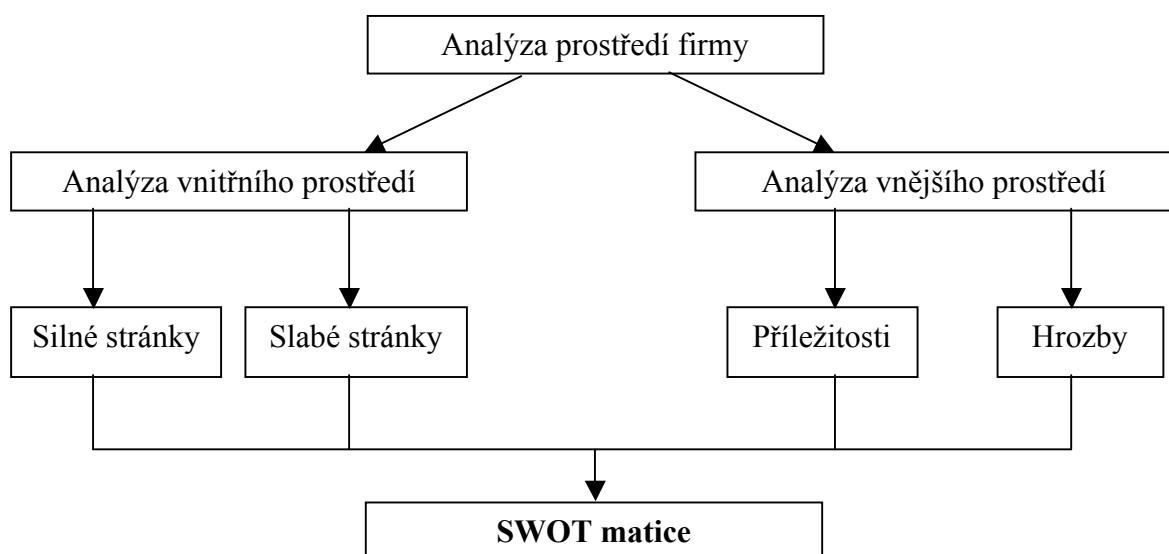 Analýza prostředí firmy
Analýza vnitřního prostředí
Analýza vnějšího prostředí
Silné stránky
Slabé stránky
Příležitosti
Hrozby
SWOT matice